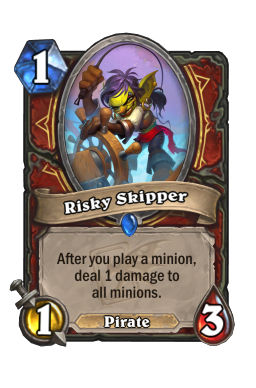 1
Risky Skipper
After you play a minion,
deal 1 damage to
all minions.
1
Pirate
3